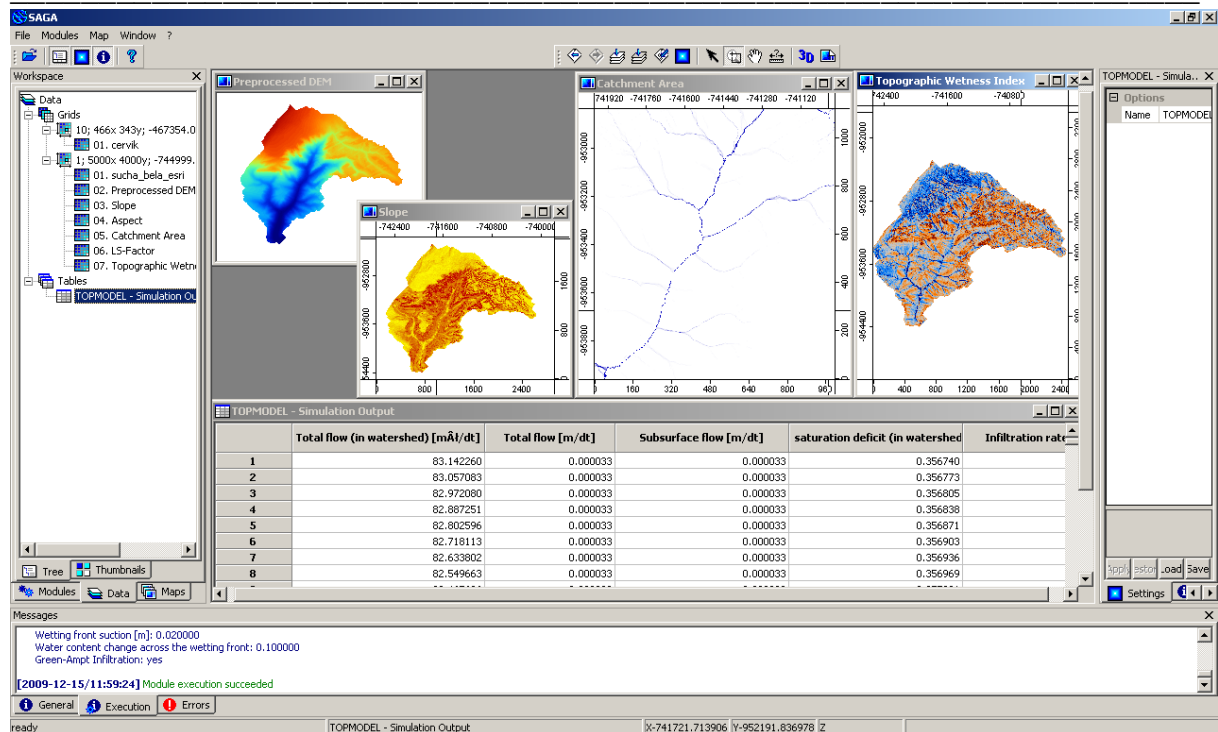 SAGA
File Modules Map Window ?
3D
Workspace X
Data
Grids
10; 466x 343y; -467354.0
01. cervik
1; 5000x 4000y; -744999.
01. sucha_bela_esri
02. Preprocessed DEM
03. Slope
04. Aspect
05. Catchment Area
06. LS-Factor
07. Topographic Wetn
Tables
TOPMODEL - Simulation Ou
Tree Thumbnails
Modules Data Maps
Preprocessed DEM
Slope
-742400 -741600 -740800 -740000
-952800
-953600
-954400
1600
800
0
0 800 1600 2400
Catchment Area
-741920 -741760 -741600 -741440 -741280 -741120
-953000
-953200
-953400
-953600
-953800
1000
800
600
400
200
0
0 160 320 480 640 800 960
Topographic Wetness Index
-742400 -741600 -740800
-952000
-952800
-953600
-954400
0 400 800 1200 1600 2000 2400
TOPMODEL - Simulation Output
Total flow (in watershed) [mÂł/dt] Total flow [m/dt] Subsurface flow [m/dt] saturation deficit (in watershed Infiltration rate
1 83.142260 0.000033 0.000033 0.356740
2 83.057083 0.000033 0.000033 0.356773
3 82.972080 0.000033 0.000033 0.356805
4 82.887251 0.000033 0.000033 0.356838
5 82.802596 0.000033 0.000033 0.356871
6 82.718113 0.000033 0.000033 0.356903
7 82.633802 0.000033 0.000033 0.356936
8 82.549663 0.000033 0.000033 0.356969
TOPMODEL - Simula.. X
Options
Name TOPMODEL
Apply estor .oad Save
Settings
Messages X
Wetting front suction [m]: 0.020000
Water content change across the wetting front: 0.100000
Green-Ampt Infiltration: yes
[2009-12-15/11:59:24] Module execution succeeded
General Execution Errors
ready TOPMODEL - Simulation Output X-741721.713906 Y-952191.836978 Z